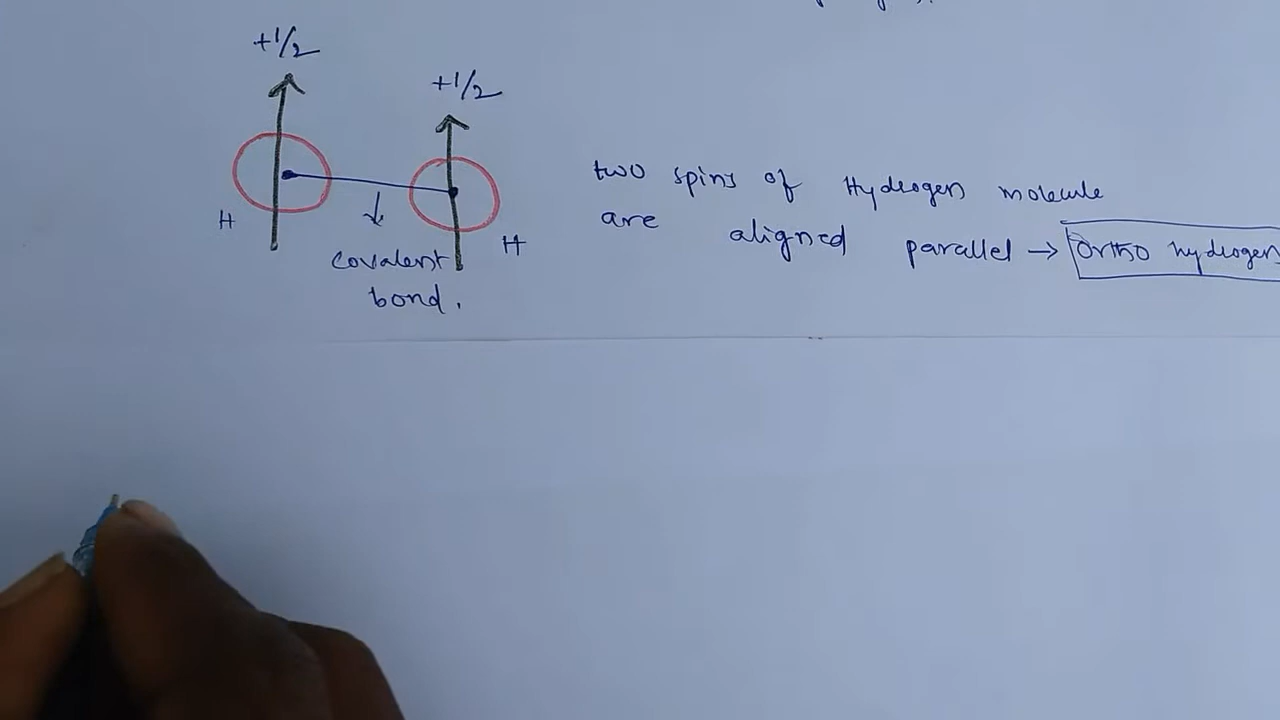 +1/2
+1/2
H
H
covalent
bond.
two spins of Hydrogen molecule
are aligned parallel → Ortho hydrogen